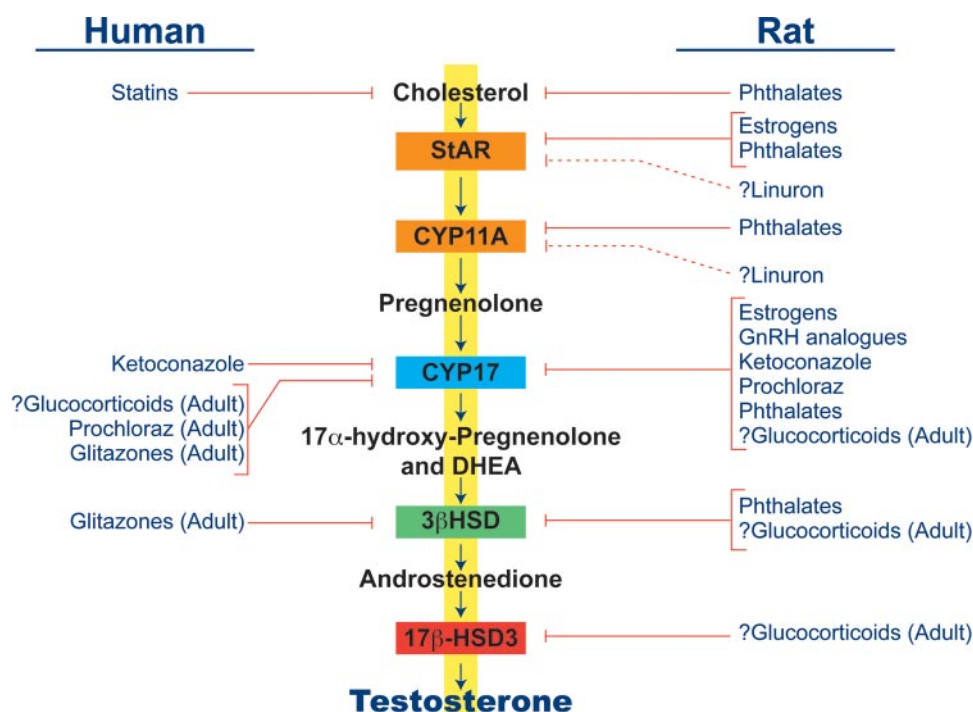 Human
Rat
Statins
Cholesterol
Phthalates
StAR
Estrogens
Phthalates
?Linuron
CYP11A
Phthalates
?Linuron
Pregnenolone
Ketoconazole
CYP17
Estrogens
GnRH analogues
Ketoconazole
Prochloraz
Phthalates
?Glucocorticoids (Adult)
?Glucocorticoids (Adult)
Prochloraz (Adult)
Glitazones (Adult)
17α-hydroxy-Pregnenolone
and DHEA
Glitazones (Adult)
3βHSD
Phthalates
?Glucocorticoids (Adult)
Androstenedione
17β-HSD3
?Glucocorticoids (Adult)
Testosterone